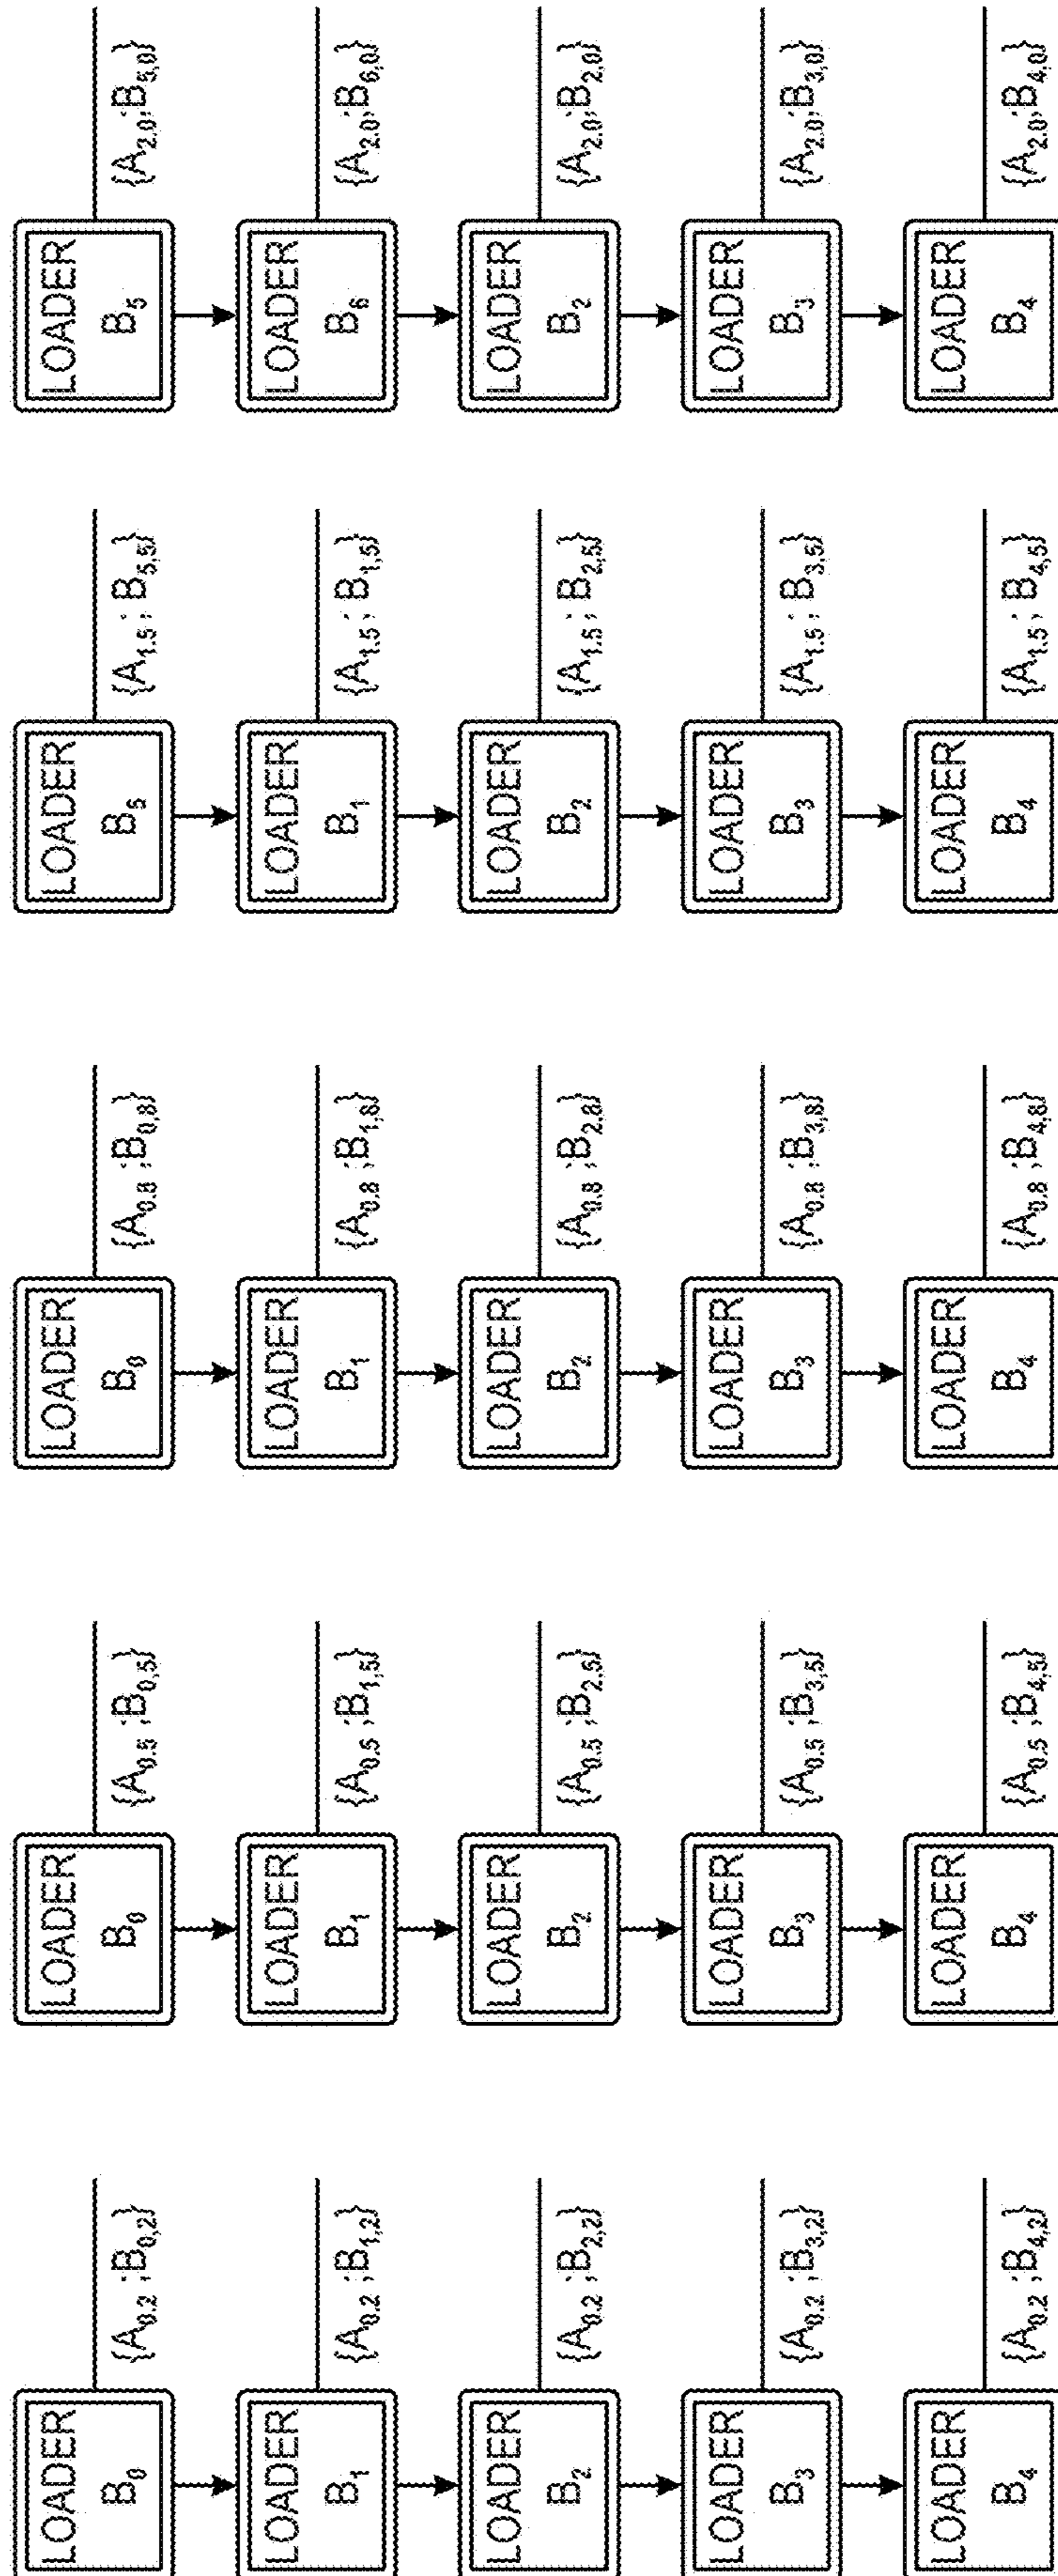 LOADER
B0
{A0.2 ;B0,2}
LOADER
B0
{A0.5 ;B0,5}
LOADER
B0
{A0.8 ;B0,8}
LOADER
B5
{A1.5 ; B5,5}
LOADER
B5
{A2.0;B5,0}
LOADER
B1
{A0.2 ;B1,2}
LOADER
B1
{A0.5 ;B1,5}
LOADER
B1
{A0.8 ;B1,8}
LOADER
B1
{A1.5 ; B1,5}
LOADER
B6
{A2.0;B6,0}
LOADER
B2
{A0.2 ;B2,2}
LOADER
B2
{A0.5 ;B2,5}
LOADER
B2
{A0.8 ;B2,8}
LOADER
B2
{A1.5 ; B2,5}
LOADER
B2
{A2.0;B2,0}
LOADER
B3
{A0.2 ;B3,2}
LOADER
B3
{A0.5 ;B3,5}
LOADER
B3
{A0.8 ;B3,8}
LOADER
B3
{A1.5 ; B3,5}
LOADER
B3
{A2.0;B3,0}
LOADER
B4
{A0.2 ;B4,2}
LOADER
B4
{A0.5 ;B4,5}
LOADER
B4
{A0.8 ;B4,8}
LOADER
B4
{A1.5 ; B4,5}
LOADER
B4
{A2.0;B4,0}